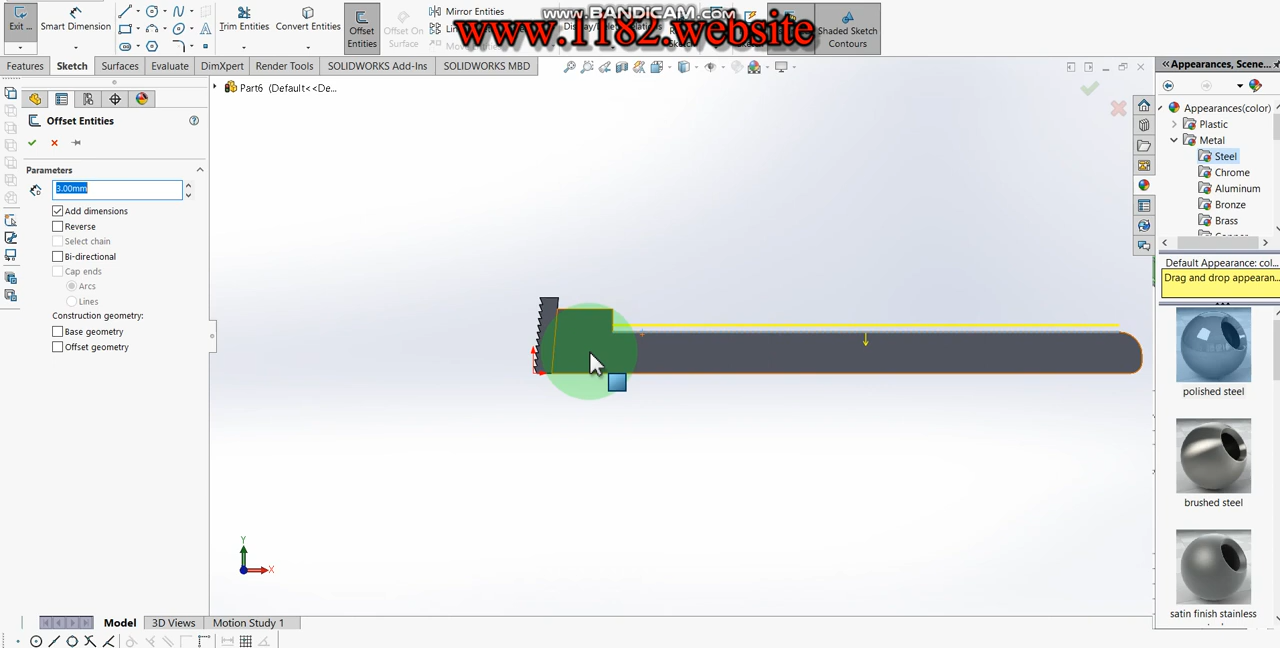 www.BANDICAM.com
www.1182.website
Exit ...
Smart Dimension
Trim Entities
Convert Entities
Offset Entities
Offset On Surface
Mirror Entities
Shaded Sketch Contours
Features
Sketch
Surfaces
Evaluate
DimXpert
Render Tools
SOLIDWORKS Add-Ins
SOLIDWORKS MBD
Part6 (Default<<De...
Offset Entities
Parameters
3.00mm
Add dimensions
Reverse
Select chain
Bi-directional
Cap ends
Arcs
Lines
Construction geometry:
Base geometry
Offset geometry
Y
X
Model
3D Views
Motion Study 1
Appearances, Scene...
Appearances(color)
Plastic
Metal
Steel
Chrome
Aluminum
Bronze
Brass
Default Appearance: col...
Drag and drop appearan...
polished steel
brushed steel
satin finish stainless